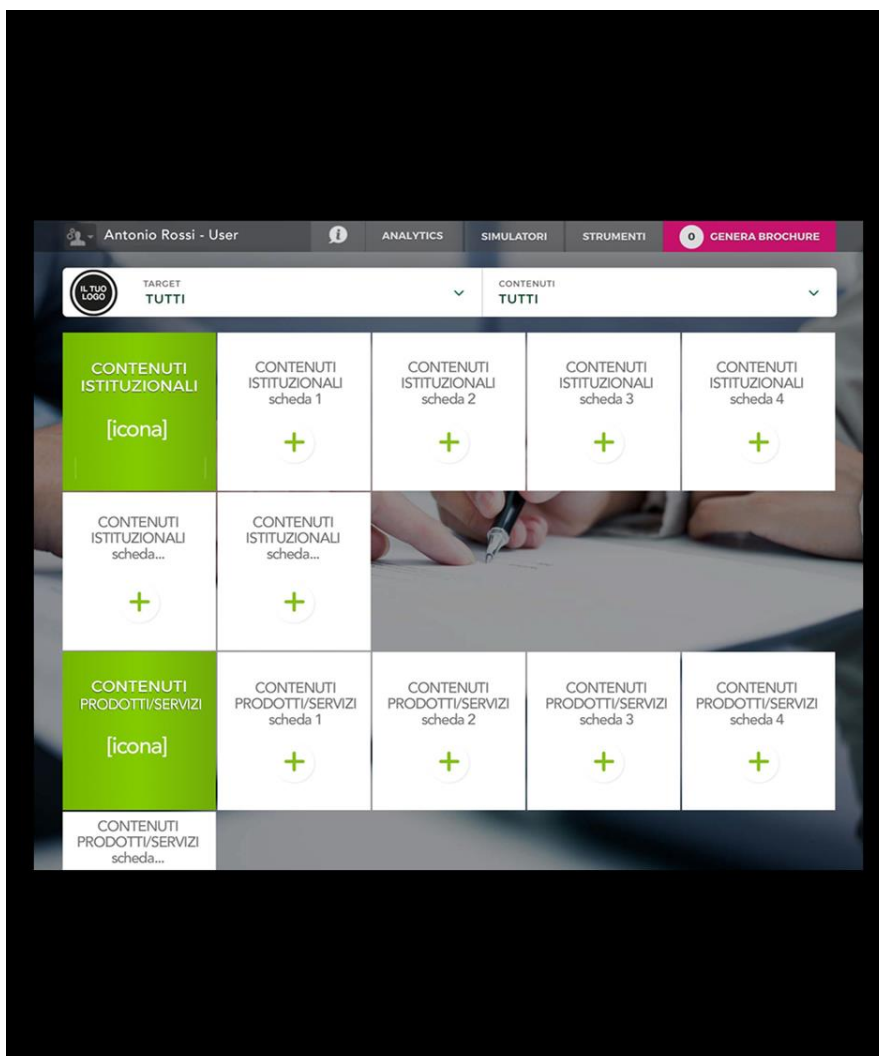 Antonio Rossi - User
i
ANALYTICS
SIMULATORI
STRUMENTI
0 GENERA BROCHURE
IL TUO
LOGO
TARGET
TUTTI
CONTENUTI
TUTTI
CONTENUTI
ISTITUZIONALI
[icona]
CONTENUTI
ISTITUZIONALI
scheda 1
CONTENUTI
ISTITUZIONALI
scheda 2
CONTENUTI
ISTITUZIONALI
scheda 3
CONTENUTI
ISTITUZIONALI
scheda 4
CONTENUTI
ISTITUZIONALI
scheda...
CONTENUTI
ISTITUZIONALI
scheda...
CONTENUTI
PRODOTTI/SERVIZI
[icona]
CONTENUTI
PRODOTTI/SERVIZI
scheda 1
CONTENUTI
PRODOTTI/SERVIZI
scheda 2
CONTENUTI
PRODOTTI/SERVIZI
scheda 3
CONTENUTI
PRODOTTI/SERVIZI
scheda 4
CONTENUTI
PRODOTTI/SERVIZI
scheda...